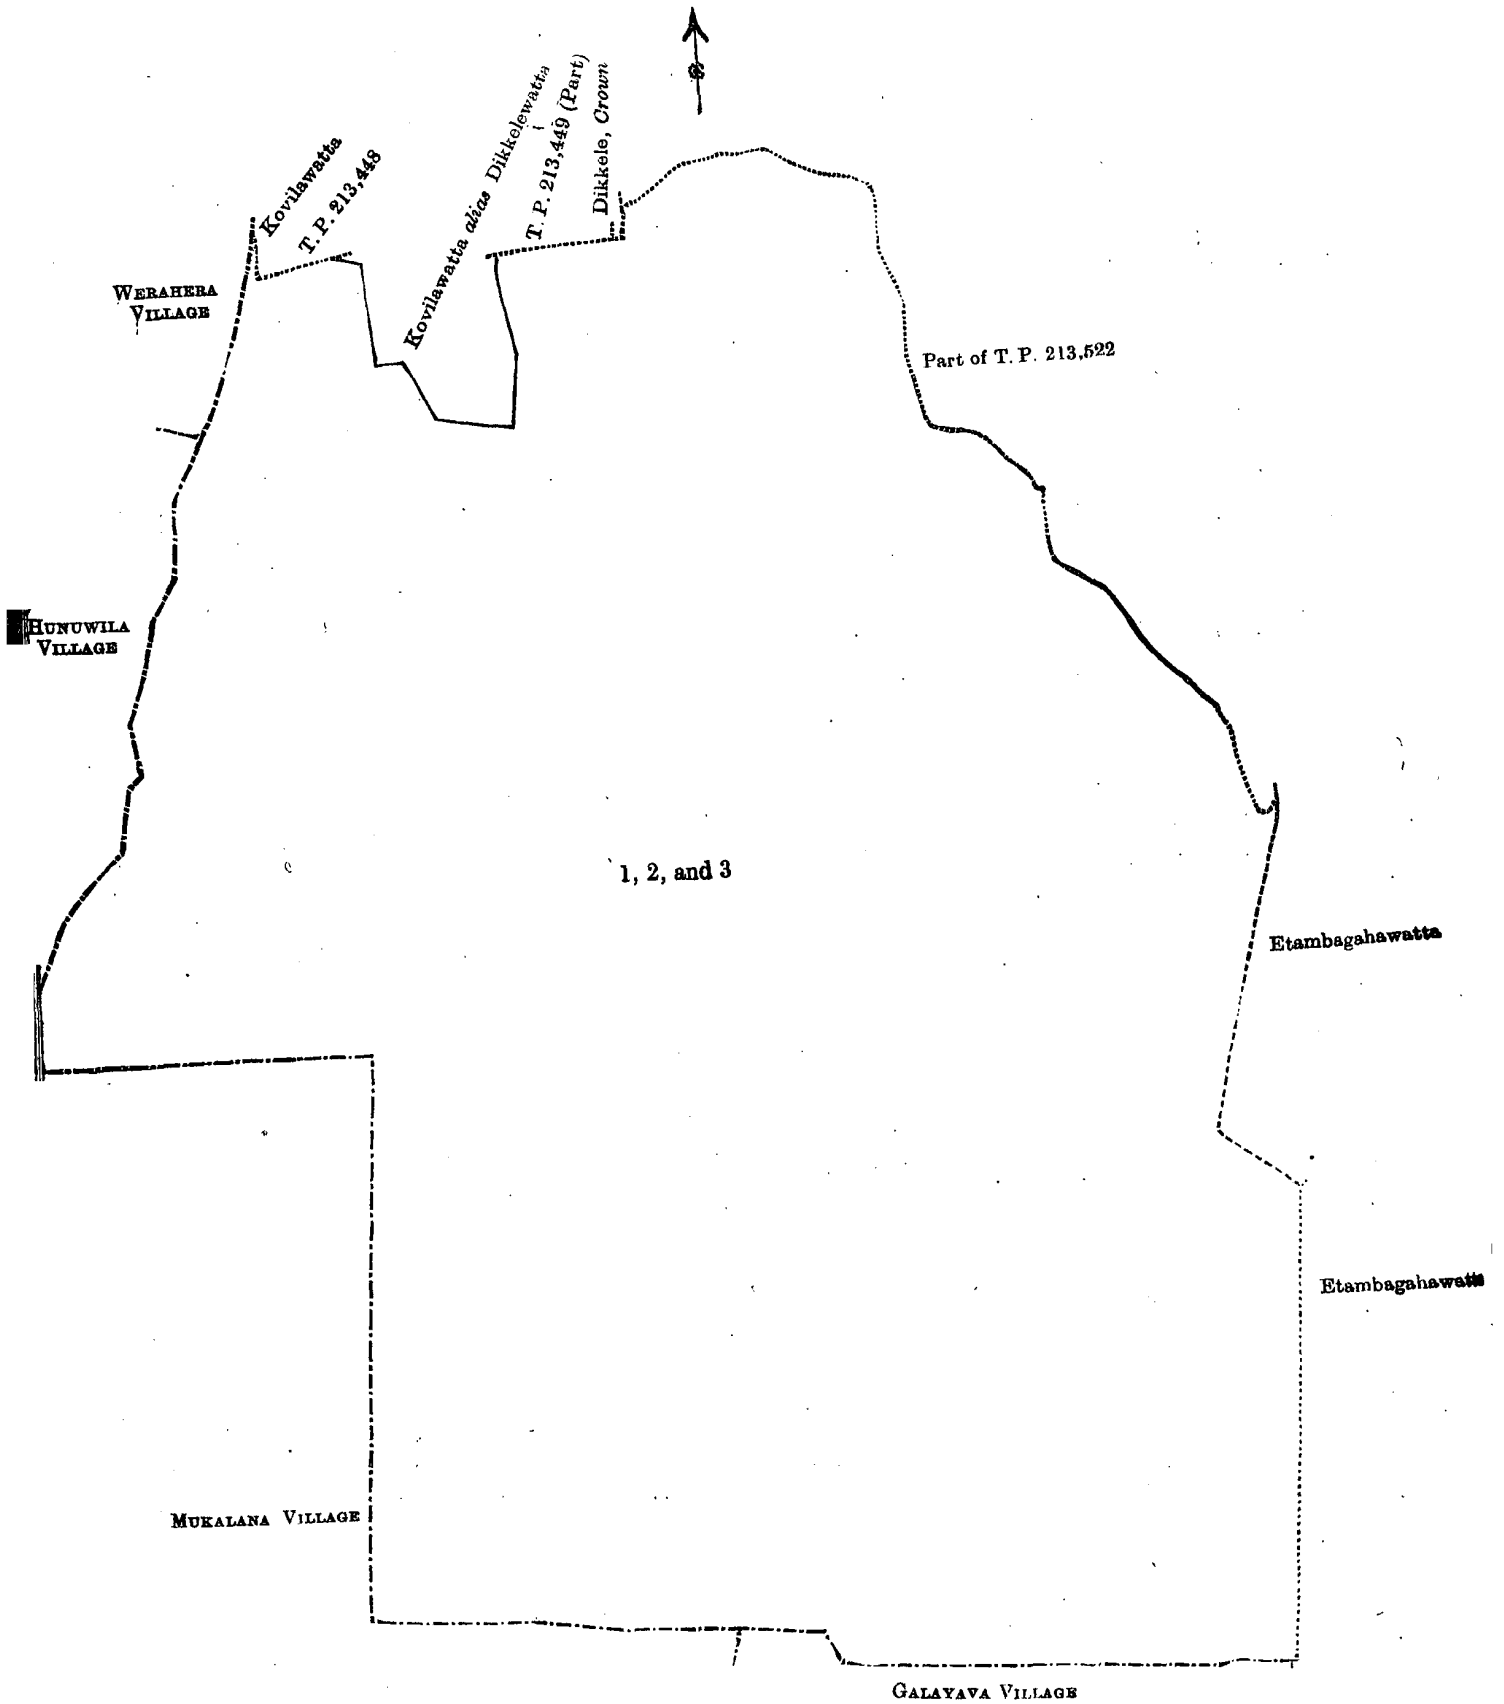 Kovilawatta
T. P. 213,448
Kovilawatta alias Dikkelewatta
T. P. 213,449 (Part)
Dikkele, Crown
WERAHERA
VILLAGE
Part of T. P. 213,522
HUNUWILA
VILLAGE
1, 2, and 3
Etambagahawatta
Etambagahawatta
MUKALANA VILLAGE
GALAYAVA VILLAGE